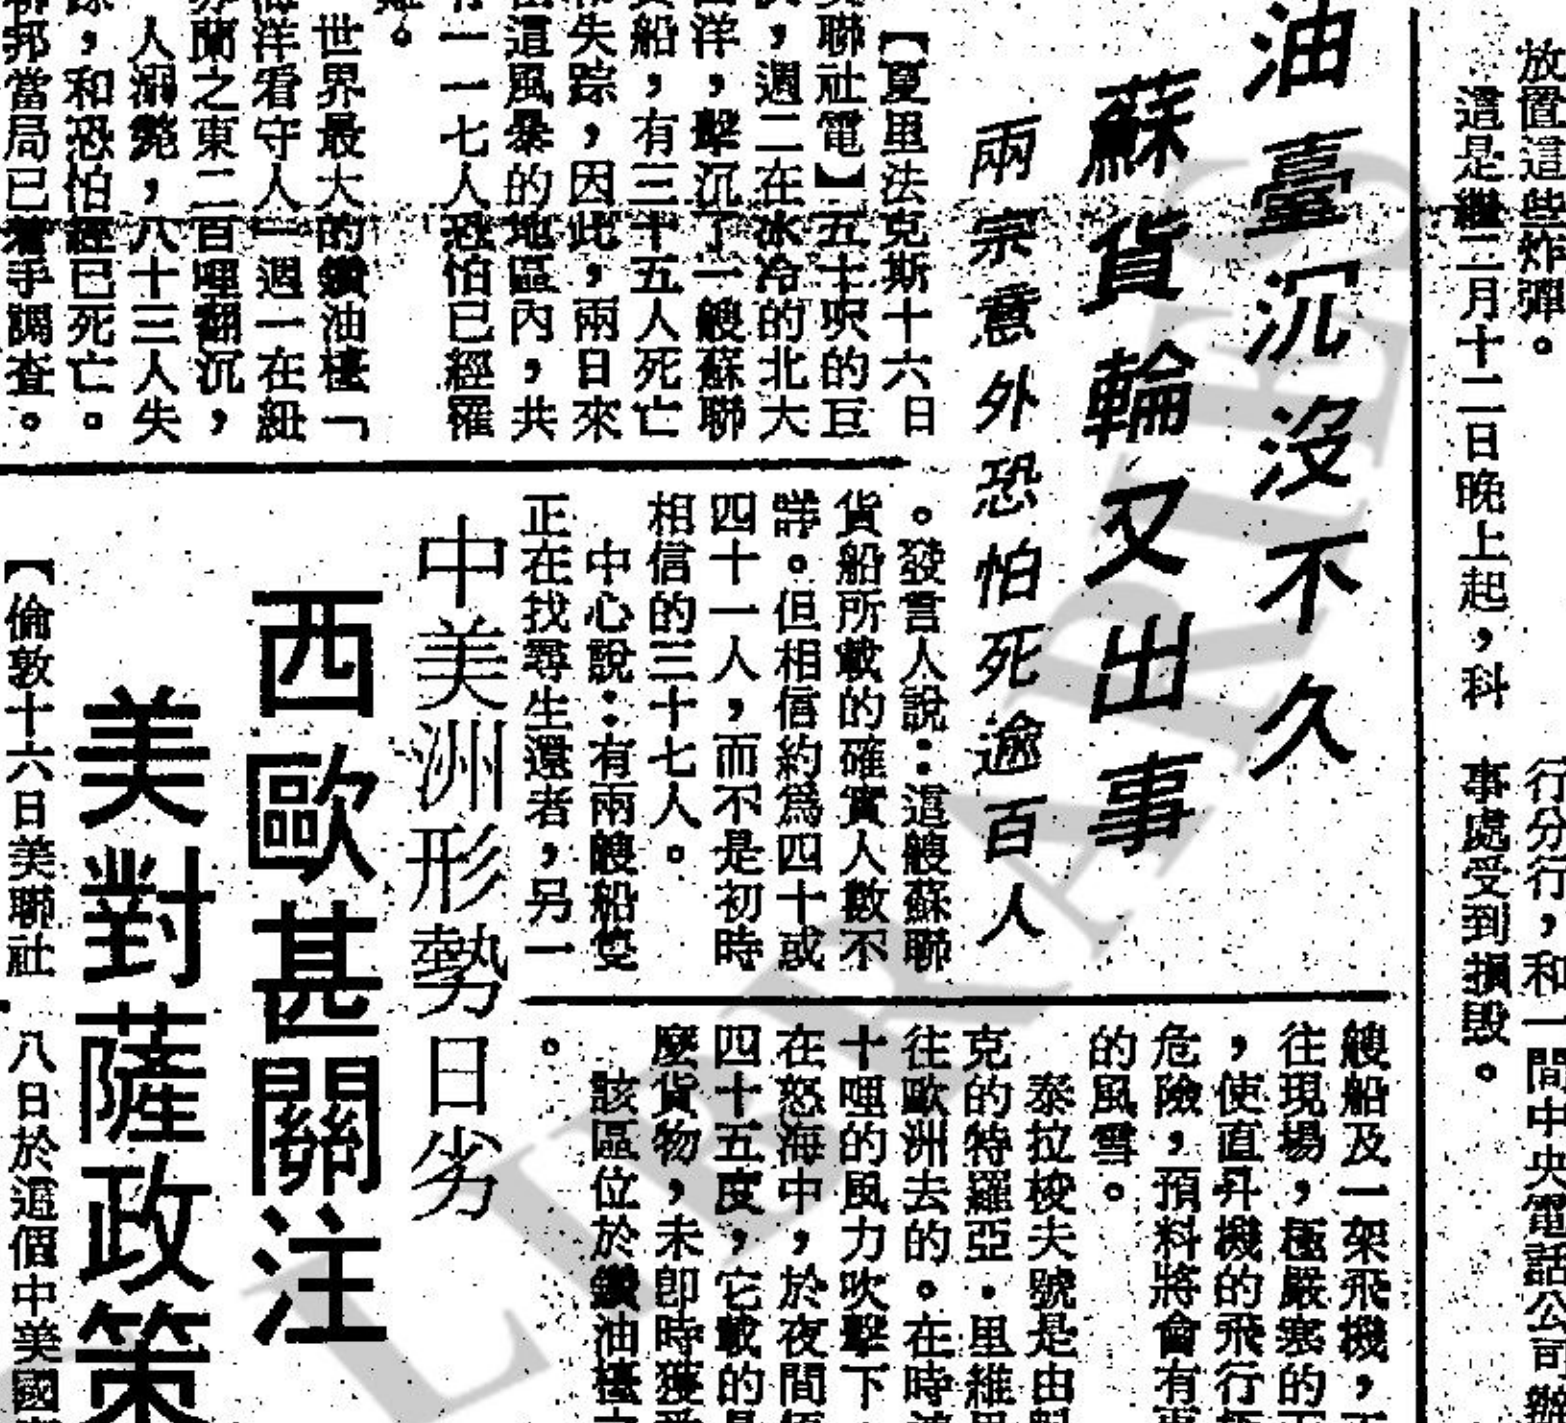 放置這些炸彈。
這是繼二月十二日晚上起，科
行分行，和一間中央電話公司辦
事處受到損毀。
油臺沉沒不久
蘇貨輪又出事
兩宗意外恐怕死逾百人
【夏里法克斯十六日
聯社電】五十呎的巨
，週二在冰冷的北大
洋，擊沉了一艘蘇聯
船，有三十五人死亡
失踪，因此，兩日來
這風暴的地區內，共
一一七人恐怕已經罹
。
世界最大的鑽油檯「
洋看守人」週一在紐
蘭之東二百哩翻沉，
人溺斃，八十三人失
，和恐怕經已死亡。
邦當局已着手調查。
。發言人說：這艘蘇聯
貨船所載的確實人數不
詳。但相信約爲四十或
四十一人，而不是初時
相信的三十七人。
中心說：有兩艘船隻
正在找尋生還者，另一
艘船及一架飛機，
往現場，極嚴寒的
，使直昇機的飛行
危險，預料將會有
的風雪。
泰拉梭夫號是由
克的特羅亞．里維
往歐洲去的。在時
十哩的風力吹擊下
在怒海中，於夜間
四十五度，它載的
麼貨物，未即時獲
。
該區位於鑽油檯
中美洲形勢日劣
西歐甚關注
美對薩政策
【倫敦十六日美聯社
八日於這個中美國
LIBRARIES